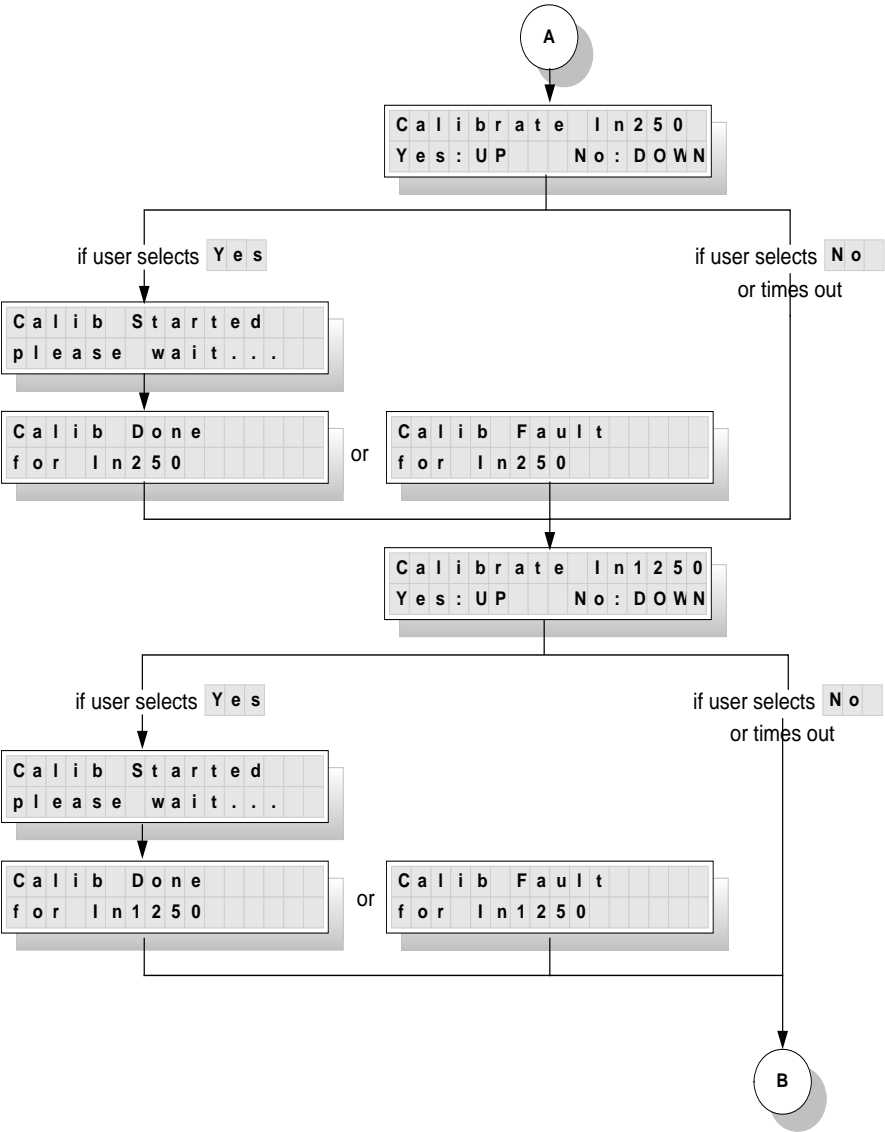 A
Calibrate In250
Yes:UP No:DOWN
if user selects Yes
if user selects No
or times out
Calib Started
please wait...
Calib Done
for In250
or
Calib Fault
for In250
Calibrate In1250
Yes:UP No:DOWN
if user selects Yes
if user selects No
or times out
Calib Started
please wait...
Calib Done
for In1250
or
Calib Fault
for In1250
B